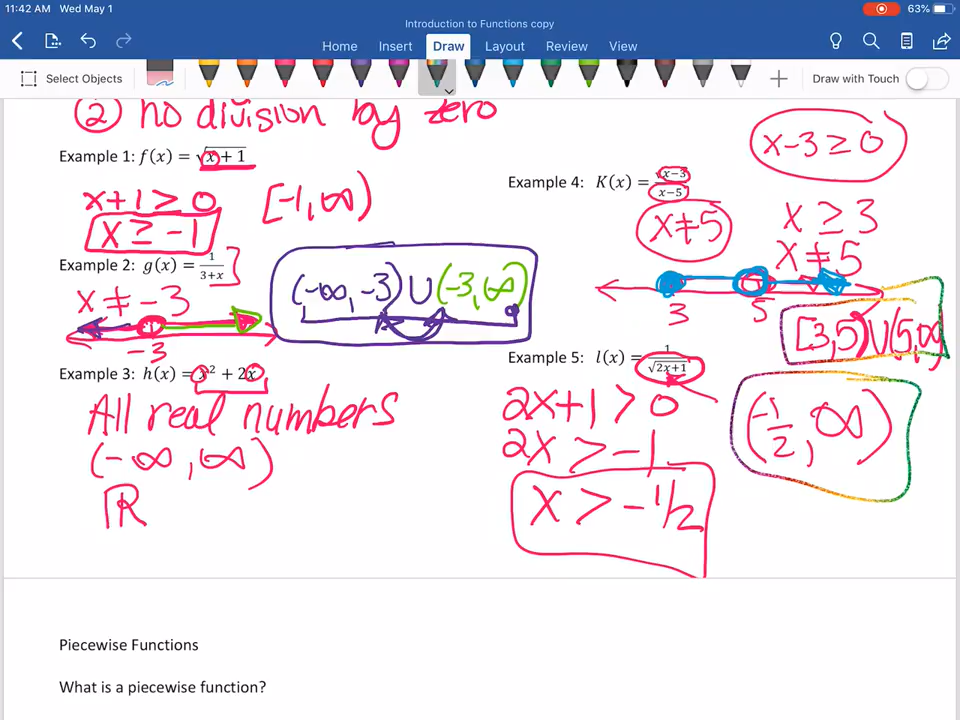 11:42 AM Wed May 1
63%
Introduction to Functions copy
Home Insert Draw Layout Review View
Select Objects
Draw with Touch
② no division by zero
Example 1: f(x) = √x + 1
x+1 ≥ 0
[-1, ∞)
x ≥ -1
Example 2: g(x) = 1/3+x
x ≠ -3
(-∞, -3) ∪ (-3, ∞)
-3
Example 3: h(x) = x² + 2x
All real numbers
(-∞, ∞)
ℝ
x-3 ≥ 0
Example 4: K(x) = √x−3/x−5
x≠5
x ≥ 3
x ≠ 5
3 5
[3,5) ∪ (5,∞)
Example 5: l(x) = 1/√2x+1
2x+1 > 0
2x > -1
x > -1/2
(-1/2, ∞)
Piecewise Functions
What is a piecewise function?